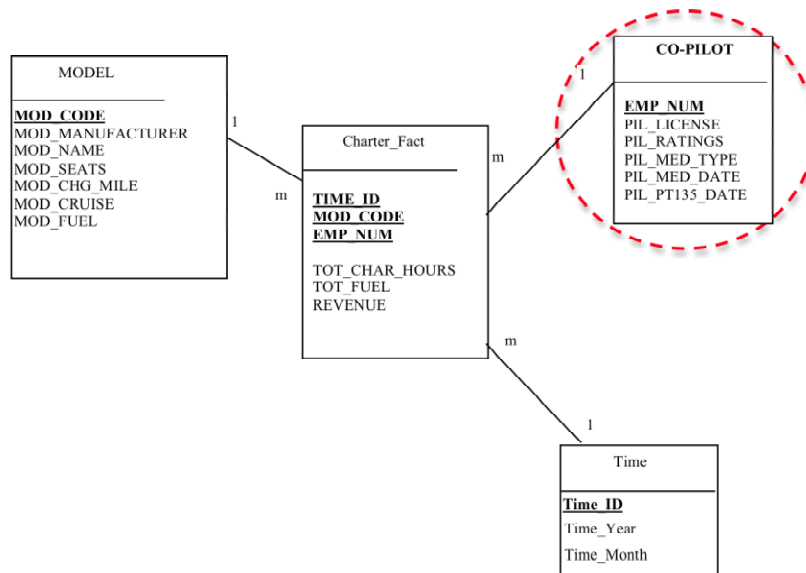 MODEL
MOD_CODE
MOD_MANUFACTURER
MOD_NAME
MOD_SEATS
MOD_CHG_MILE
MOD_CRUISE
MOD_FUEL
1
m
Charter_Fact
TIME_ID
MOD_CODE
EMP_NUM
TOT_CHAR_HOURS
TOT_FUEL
REVENUE
m
1
CO-PILOT
EMP_NUM
PIL_LICENSE
PIL_RATINGS
PIL_MED_TYPE
PIL_MED_DATE
PIL_PT135_DATE
m
1
Time
Time_ID
Time_Year
Time_Month